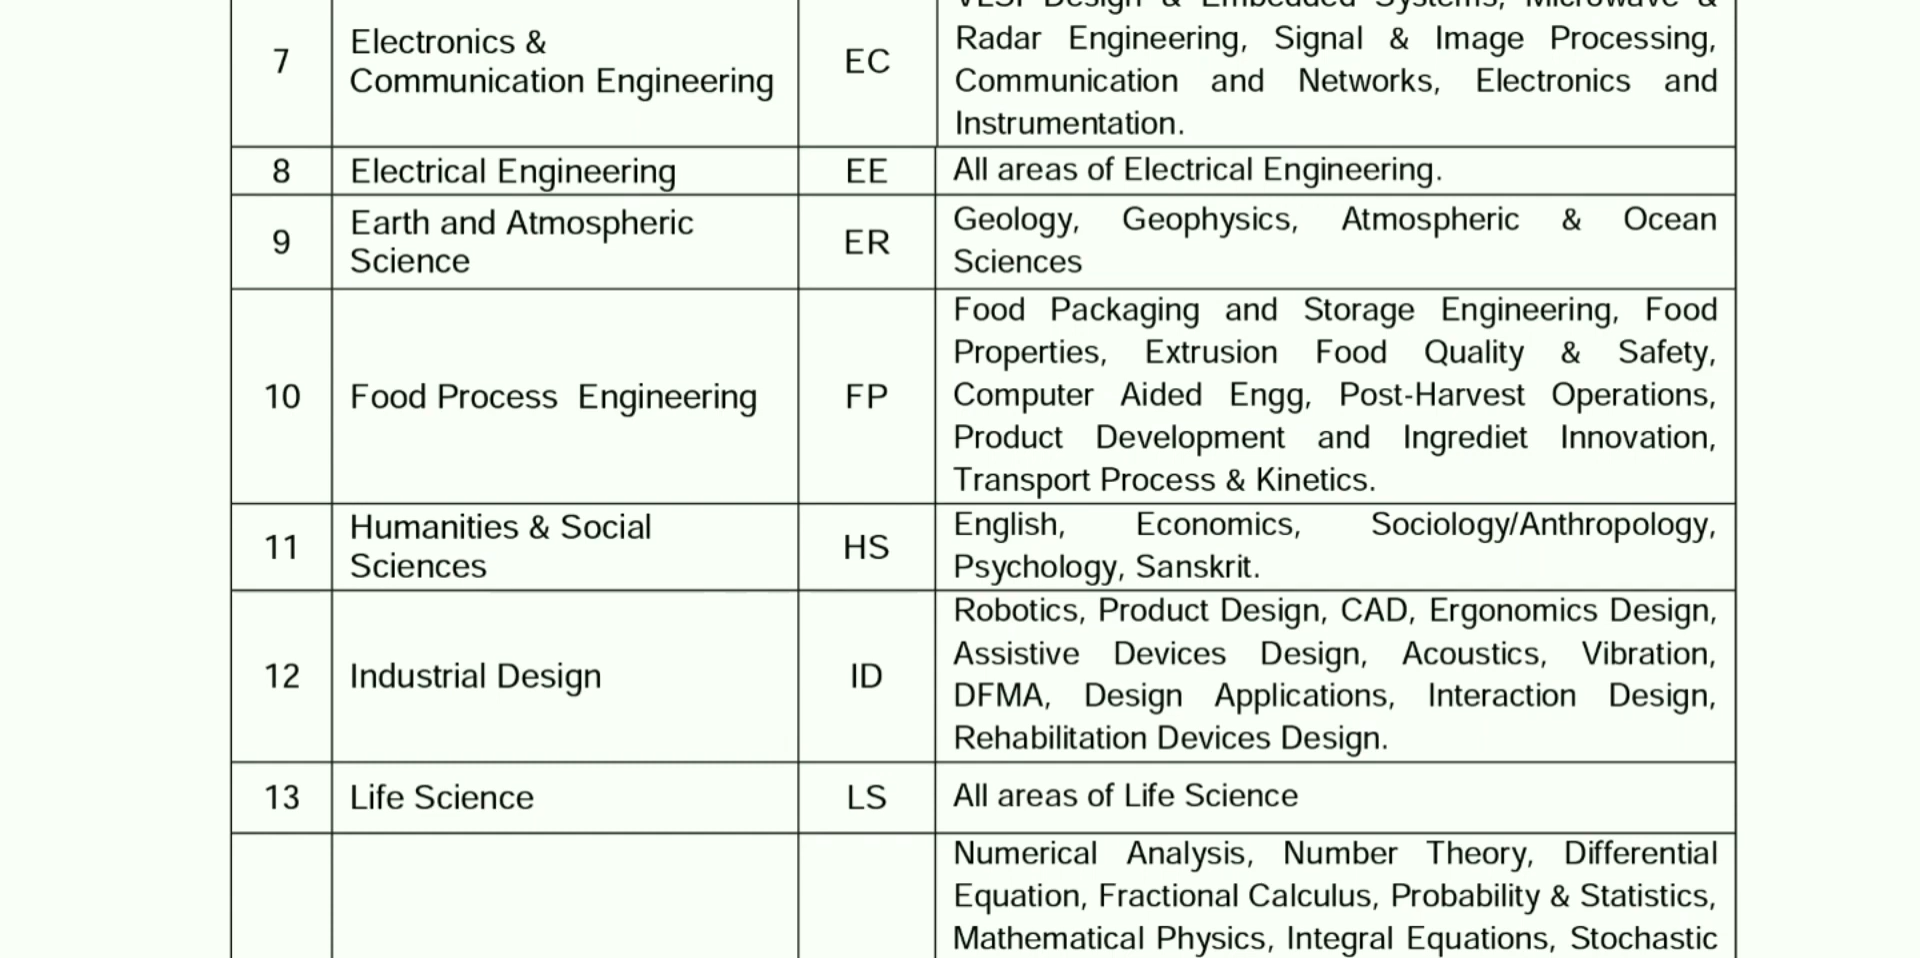 VLSI Design & Embedded Systems, Microwave &
7
Electronics &
Communication Engineering
EC
Radar Engineering, Signal & Image Processing,
Communication and Networks, Electronics and
Instrumentation.
8
Electrical Engineering
EE
All areas of Electrical Engineering.
9
Earth and Atmospheric
Science
ER
Geology, Geophysics, Atmospheric & Ocean
Sciences
10
Food Process  Engineering
FP
Food Packaging and Storage Engineering, Food
Properties, Extrusion Food Quality & Safety,
Computer Aided Engg, Post-Harvest Operations,
Product Development and Ingrediet Innovation,
Transport Process & Kinetics.
11
Humanities & Social
Sciences
HS
English, Economics, Sociology/Anthropology,
Psychology, Sanskrit.
12
Industrial Design
ID
Robotics, Product Design, CAD, Ergonomics Design,
Assistive Devices Design, Acoustics, Vibration,
DFMA, Design Applications, Interaction Design,
Rehabilitation Devices Design.
13
Life Science
LS
All areas of Life Science
Numerical Analysis, Number Theory, Differential
Equation, Fractional Calculus, Probability & Statistics,
Mathematical Physics, Integral Equations, Stochastic